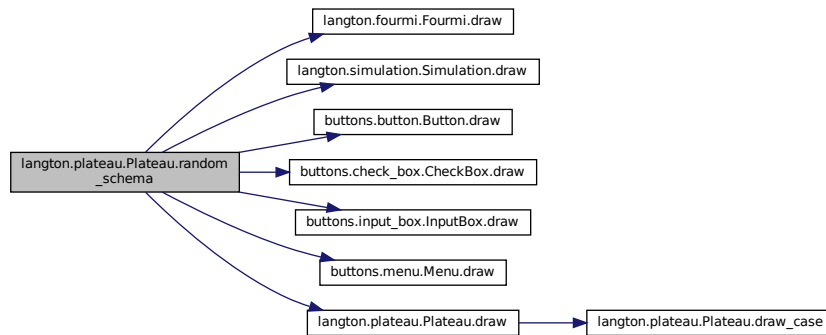 langton.fourmi.Fourmi.draw
langton.simulation.Simulation.draw
buttons.button.Button.draw
langton.plateau.Plateau.random
_schema
buttons.check_box.CheckBox.draw
buttons.input_box.InputBox.draw
buttons.menu.Menu.draw
langton.plateau.Plateau.draw
langton.plateau.Plateau.draw_case